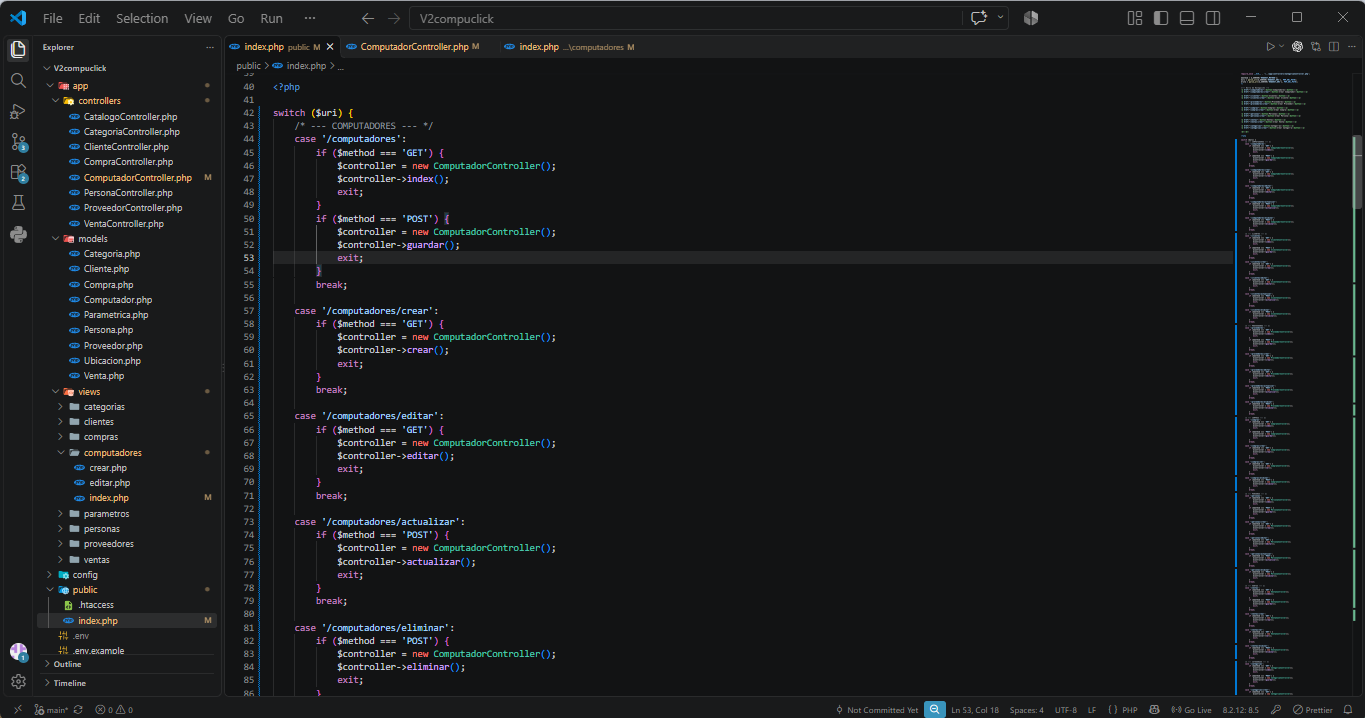 File Edit Selection View Go Run ··· V2compuclick
Explorer ···
V2compuclick
app
controllers
CatalogoController.php
CategoriaController.php
ClienteController.php
CompraController.php
ComputadorController.php M
PersonaController.php
ProveedorController.php
VentaController.php
models
Categoria.php
Cliente.php
Compra.php
Computador.php
Parametrica.php
Persona.php
Proveedor.php
Ubicacion.php
Venta.php
views
categorias
clientes
compras
computadores
crear.php
editar.php
index.php M
parametros
personas
proveedores
ventas
config
public
.htaccess
index.php M
.env
.env.example
Outline
Timeline
3
2
1
index.php public M
ComputadorController.php M
index.php ...\computadores M
public > index.php > ...
39
40 <?php
41
42 switch ($uri) {
43 /* --- COMPUTADORES --- */
44 case '/computadores':
45 if ($method === 'GET') {
46 $controller = new ComputadorController();
47 $controller->index();
48 exit;
49 }
50 if ($method === 'POST') {
51 $controller = new ComputadorController();
52 $controller->guardar();
53 exit;
54 }
55 break;
56
57 case '/computadores/crear':
58 if ($method === 'GET') {
59 $controller = new ComputadorController();
60 $controller->crear();
61 exit;
62 }
63 break;
64
65 case '/computadores/editar':
66 if ($method === 'GET') {
67 $controller = new ComputadorController();
68 $controller->editar();
69 exit;
70 }
71 break;
72
73 case '/computadores/actualizar':
74 if ($method === 'POST') {
75 $controller = new ComputadorController();
76 $controller->actualizar();
77 exit;
78 }
79 break;
80
81 case '/computadores/eliminar':
82 if ($method === 'POST') {
83 $controller = new ComputadorController();
84 $controller->eliminar();
85 exit;
86 }
main* 0 0 Not Committed Yet Ln 53, Col 18 Spaces: 4 UTF-8 LF { } PHP Go Live 8.2.12: 8.5 Prettier